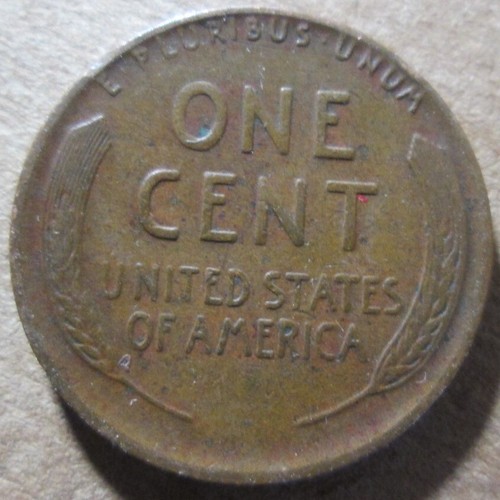 E·PLURIBUS·UNUM
ONE
CENT
UNITED STATES
OF AMERICA